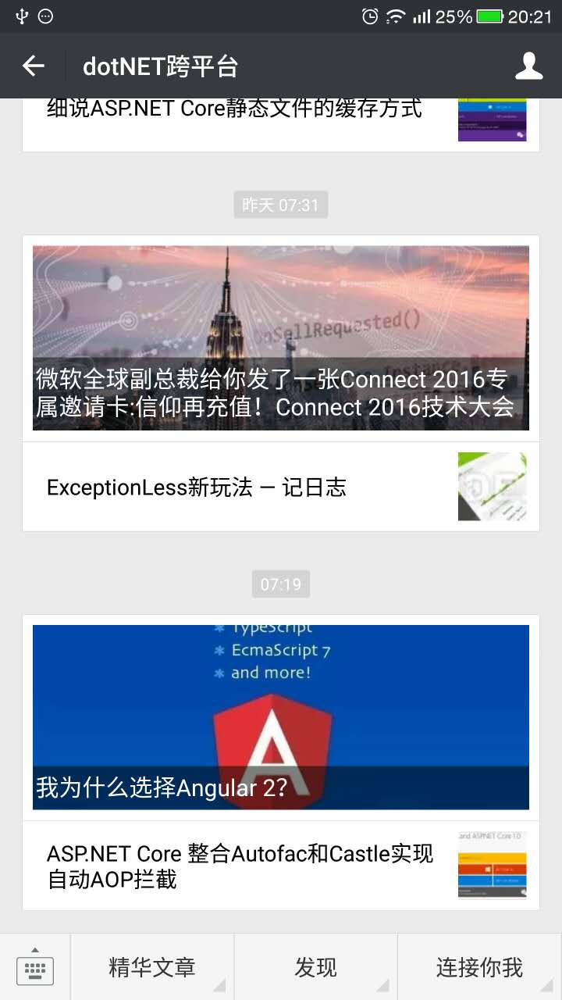 25% 20:21
dotNET跨平台
细说ASP.NET Core静态文件的缓存方式
昨天 07:31
SellRequested()
微软全球副总裁给你发了一张Connect 2016专
属邀请卡:信仰再充值！Connect 2016技术大会
ExceptionLess新玩法 — 记日志
07:19
* TypeScript
* EcmaScript 7
* and more!
我为什么选择Angular 2?
ASP.NET Core 整合Autofac和Castle实现
自动AOP拦截
and ASP.NET Core 1.0
精华文章
发现
连接你我